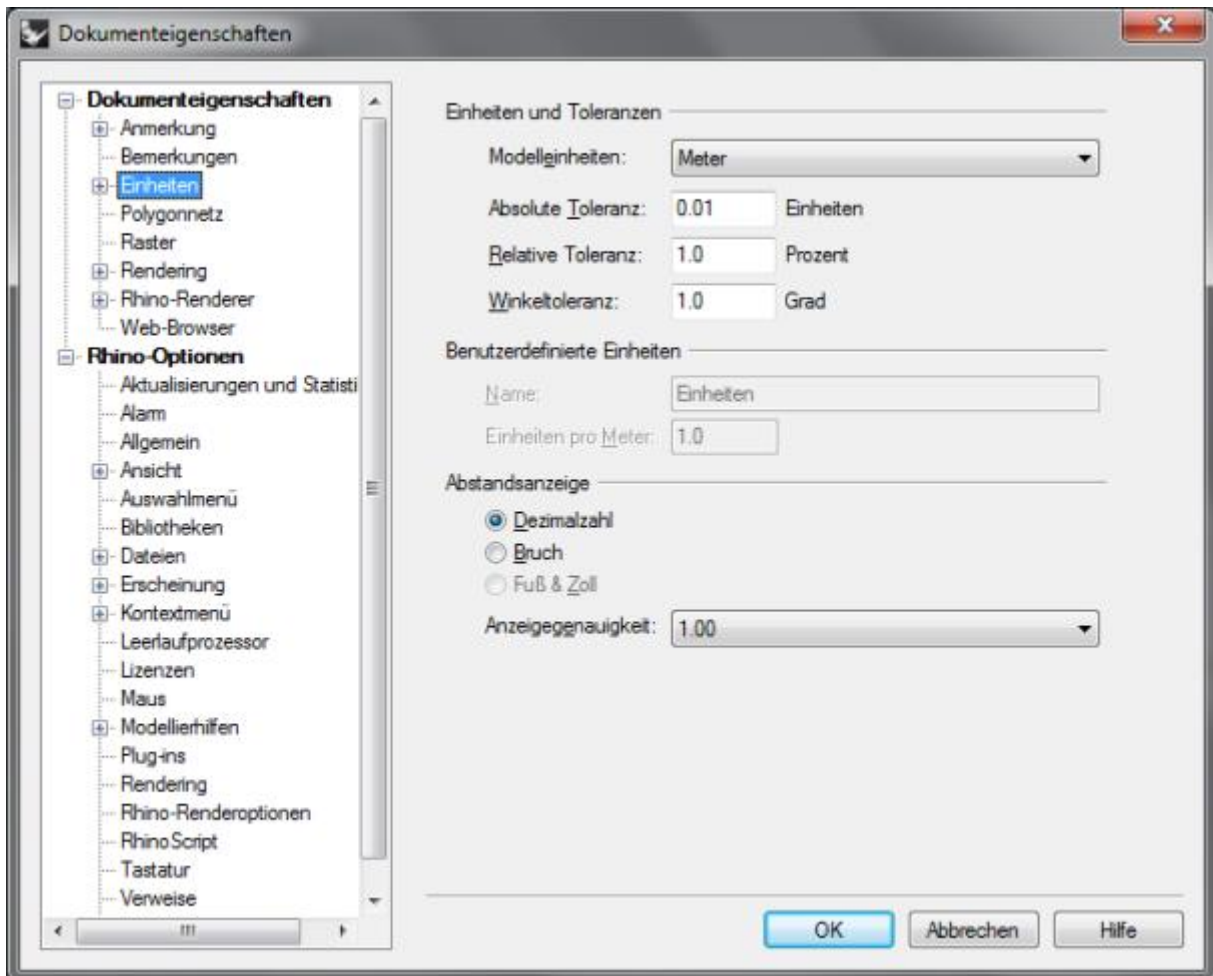 Dokumenteigenschaften
Dokumenteigenschaften
Anmerkung
Bemerkungen
Einheiten
Polygonnetz
Raster
Rendering
Rhino-Renderer
Web-Browser
Rhino-Optionen
Aktualisierungen und Statisti
Alarm
Allgemein
Ansicht
Auswahlmenü
Bibliotheken
Dateien
Erscheinung
Kontextmenü
Leerlaufprozessor
Lizenzen
Maus
Modellierhilfen
Plug-ins
Rendering
Rhino-Renderoptionen
RhinoScript
Tastatur
Verweise
Einheiten und Toleranzen
Modelleinheiten: Meter
Absolute Toleranz: 0.01 Einheiten
Relative Toleranz: 1.0 Prozent
Winkeltoleranz: 1.0 Grad
Benutzerdefinierte Einheiten
Name: Einheiten
Einheiten pro Meter: 1.0
Abstandsanzeige
Dezimalzahl
Bruch
Fuß & Zoll
Anzeigegenauigkeit: 1.00
OK Abbrechen Hilfe